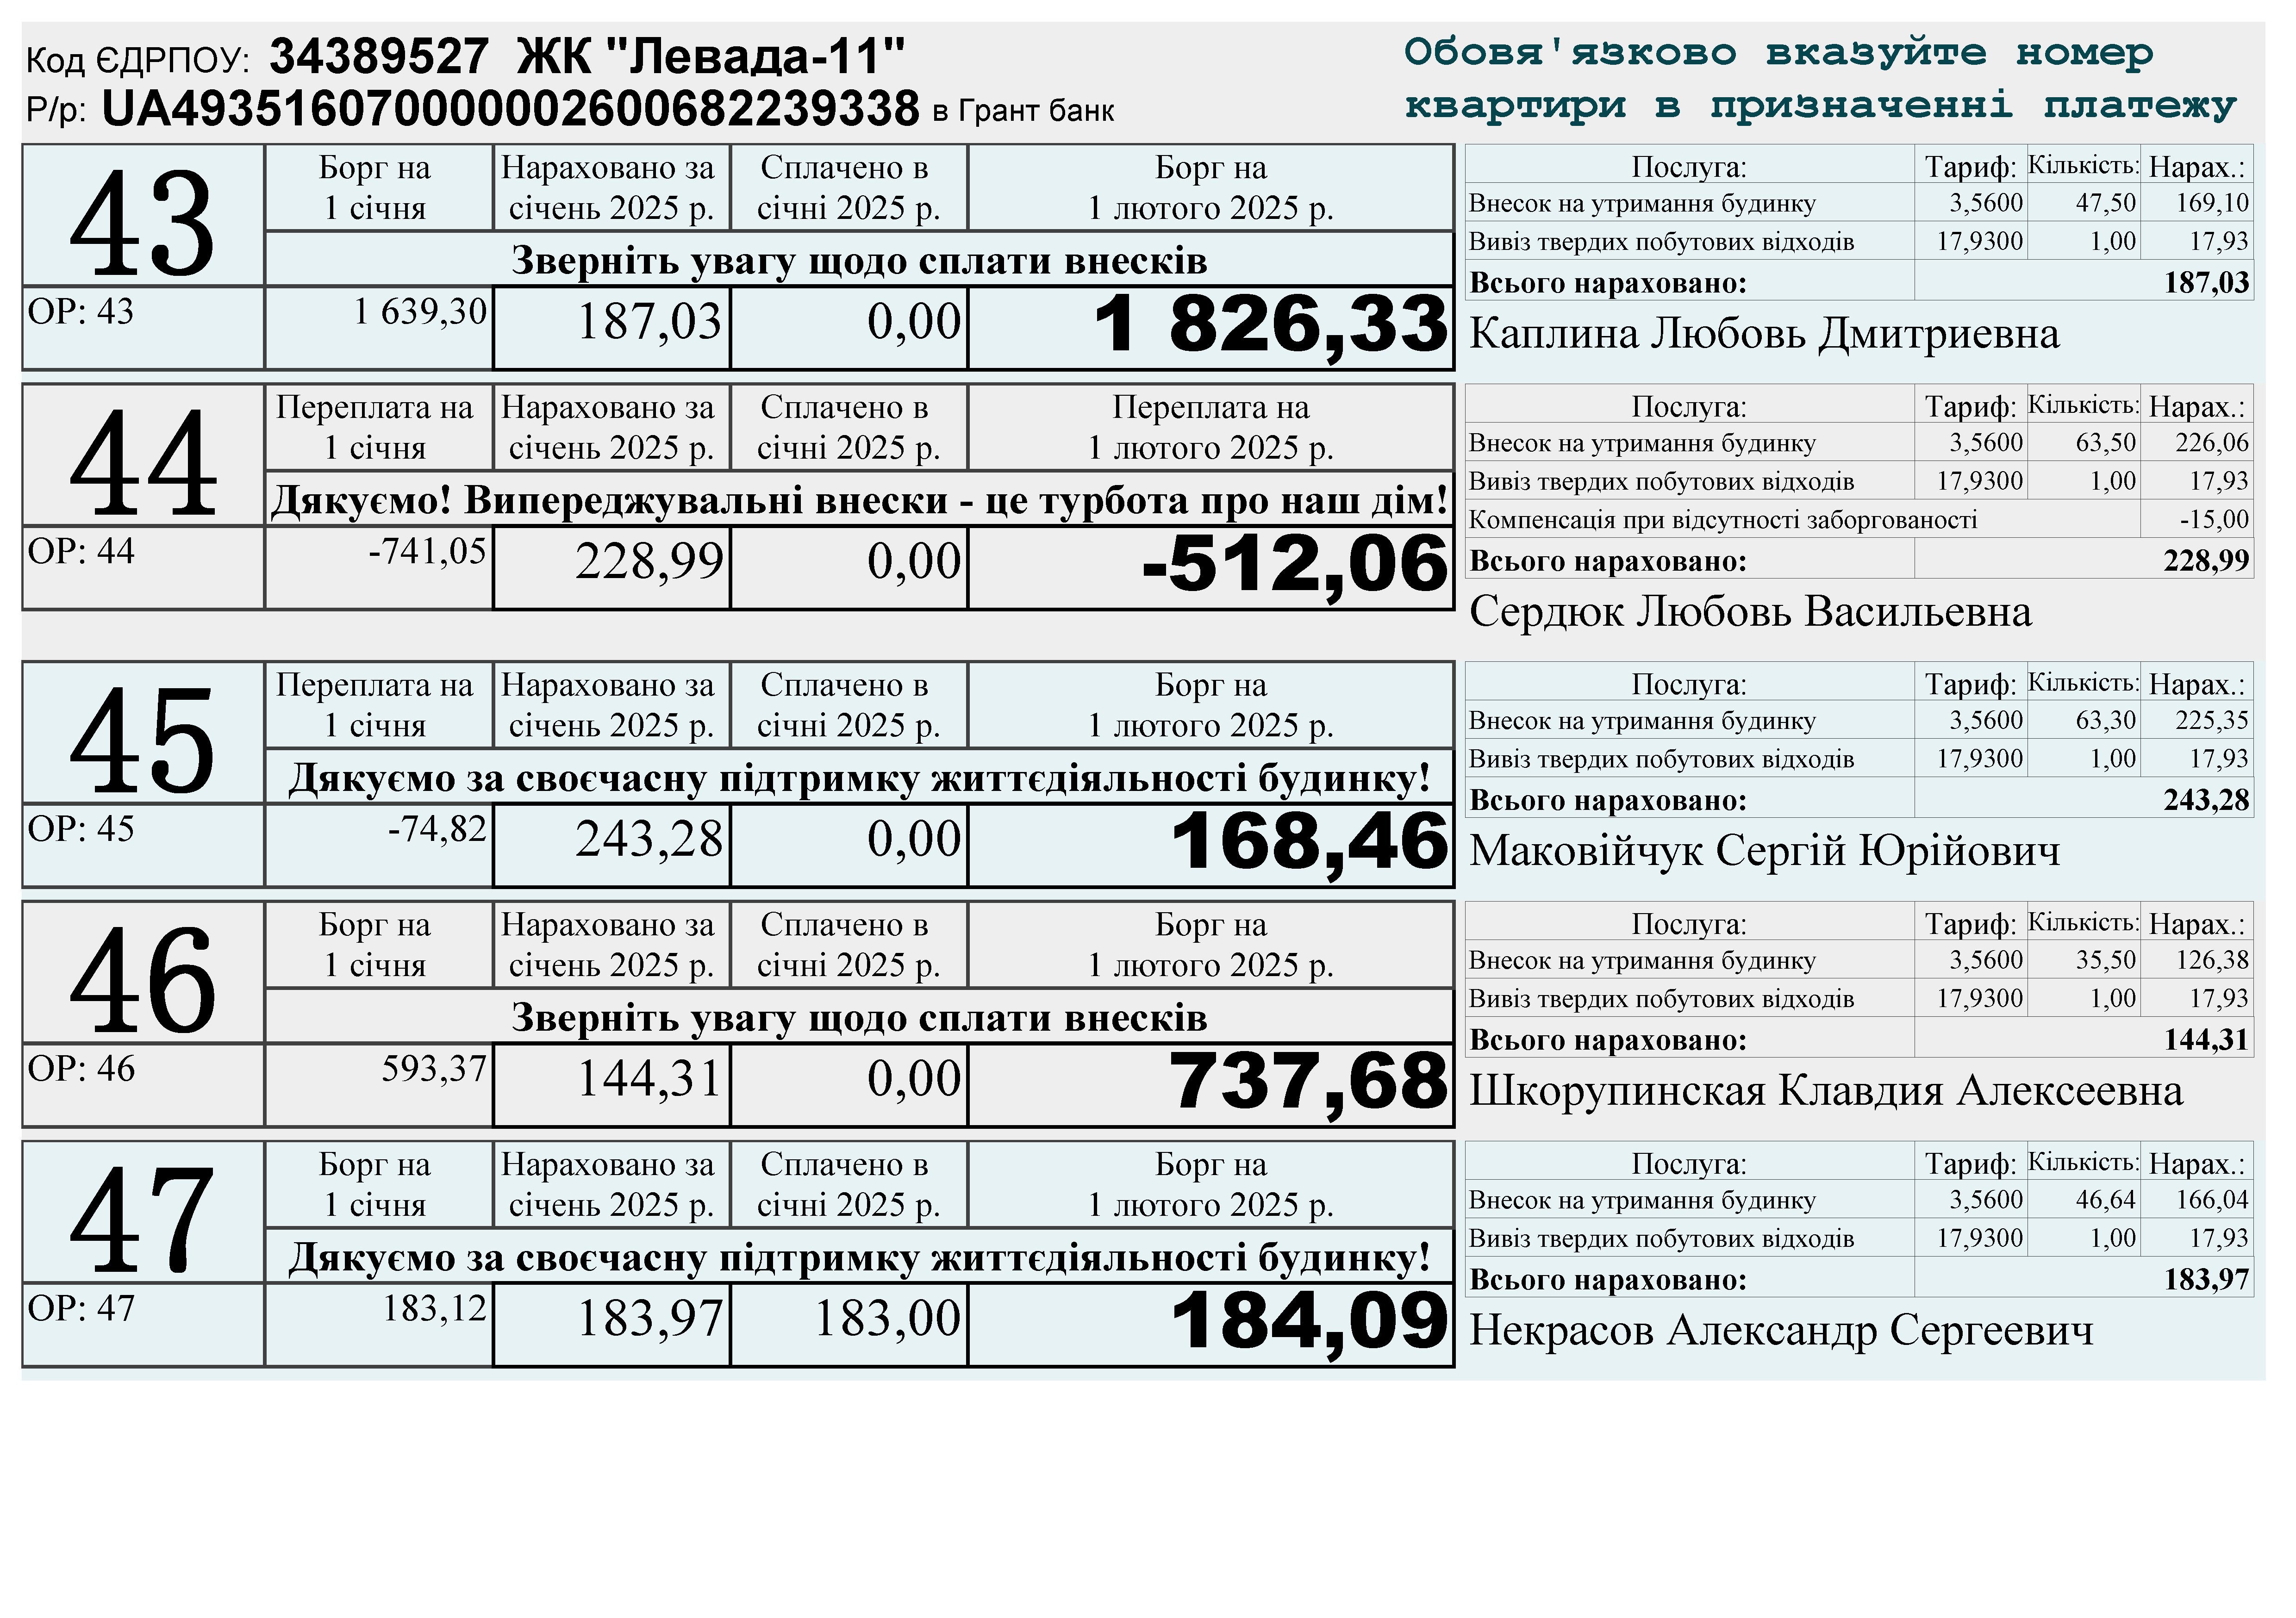 Код ЄДРПОУ: 34389527 ЖК "Левада-11"
Р/р: UA493516070000002600682239338 в Грант банк
Обовя'язково вказуйте номер
квартири в призначенні платежу
43
Борг на
1 січня
Нараховано за
січень 2025 р.
Сплачено в
січні 2025 р.
Борг на
1 лютого 2025 р.
Зверніть увагу щодо сплати внесків
ОР: 43 1 639,30 187,03 0,00 1 826,33
Послуга: Тариф: Кількість: Нарах.:
Внесок на утримання будинку 3,5600 47,50 169,10
Вивіз твердих побутових відходів 17,9300 1,00 17,93
Всього нараховано: 187,03
Каплина Любовь Дмитриевна
44
Переплата на
1 січня
Нараховано за
січень 2025 р.
Сплачено в
січні 2025 р.
Переплата на
1 лютого 2025 р.
Дякуємо! Випереджувальні внески - це турбота про наш дім!
ОР: 44 -741,05 228,99 0,00 -512,06
Послуга: Тариф: Кількість: Нарах.:
Внесок на утримання будинку 3,5600 63,50 226,06
Вивіз твердих побутових відходів 17,9300 1,00 17,93
Компенсація при відсутності заборгованості -15,00
Всього нараховано: 228,99
Сердюк Любовь Васильевна
45
Переплата на
1 січня
Нараховано за
січень 2025 р.
Сплачено в
січні 2025 р.
Борг на
1 лютого 2025 р.
Дякуємо за своєчасну підтримку життєдіяльності будинку!
ОР: 45 -74,82 243,28 0,00 168,46
Послуга: Тариф: Кількість: Нарах.:
Внесок на утримання будинку 3,5600 63,30 225,35
Вивіз твердих побутових відходів 17,9300 1,00 17,93
Всього нараховано: 243,28
Маковійчук Сергій Юрійович
46
Борг на
1 січня
Нараховано за
січень 2025 р.
Сплачено в
січні 2025 р.
Борг на
1 лютого 2025 р.
Зверніть увагу щодо сплати внесків
ОР: 46 593,37 144,31 0,00 737,68
Послуга: Тариф: Кількість: Нарах.:
Внесок на утримання будинку 3,5600 35,50 126,38
Вивіз твердих побутових відходів 17,9300 1,00 17,93
Всього нараховано: 144,31
Шкорупинская Клавдия Алексеевна
47
Борг на
1 січня
Нараховано за
січень 2025 р.
Сплачено в
січні 2025 р.
Борг на
1 лютого 2025 р.
Дякуємо за своєчасну підтримку життєдіяльності будинку!
ОР: 47 183,12 183,97 183,00 184,09
Послуга: Тариф: Кількість: Нарах.:
Внесок на утримання будинку 3,5600 46,64 166,04
Вивіз твердих побутових відходів 17,9300 1,00 17,93
Всього нараховано: 183,97
Некрасов Александр Сергеевич